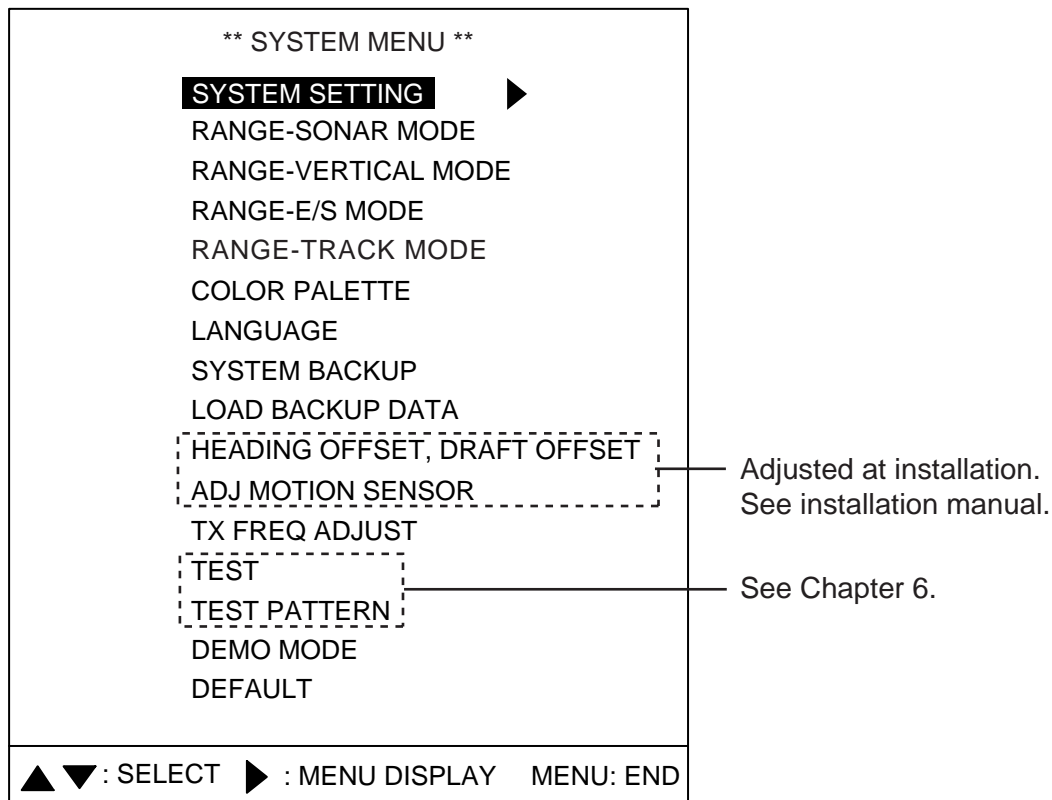 ** SYSTEM MENU **
SYSTEM SETTING ▶
RANGE-SONAR MODE
RANGE-VERTICAL MODE
RANGE-E/S MODE
RANGE-TRACK MODE
COLOR PALETTE
LANGUAGE
SYSTEM BACKUP
LOAD BACKUP DATA
HEADING OFFSET, DRAFT OFFSET
ADJ MOTION SENSOR
Adjusted at installation.
See installation manual.
TX FREQ ADJUST
TEST
TEST PATTERN
See Chapter 6.
DEMO MODE
DEFAULT
▲ ▼: SELECT ▶ : MENU DISPLAY MENU: END